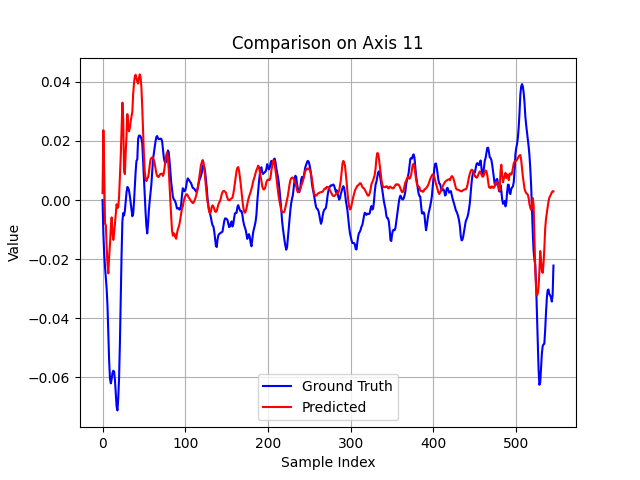 Comparison on Axis 11
Value
0.04
0.02
0.00
−0.02
−0.04
−0.06
0
100
200
300
400
500
Sample Index
Ground Truth
Predicted